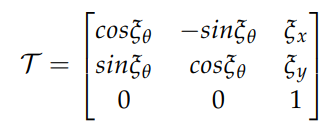 𝒯 = [ cosξ_θ −sinξ_θ ξ_x
sinξ_θ cosξ_θ ξ_y
0 0 1 ]